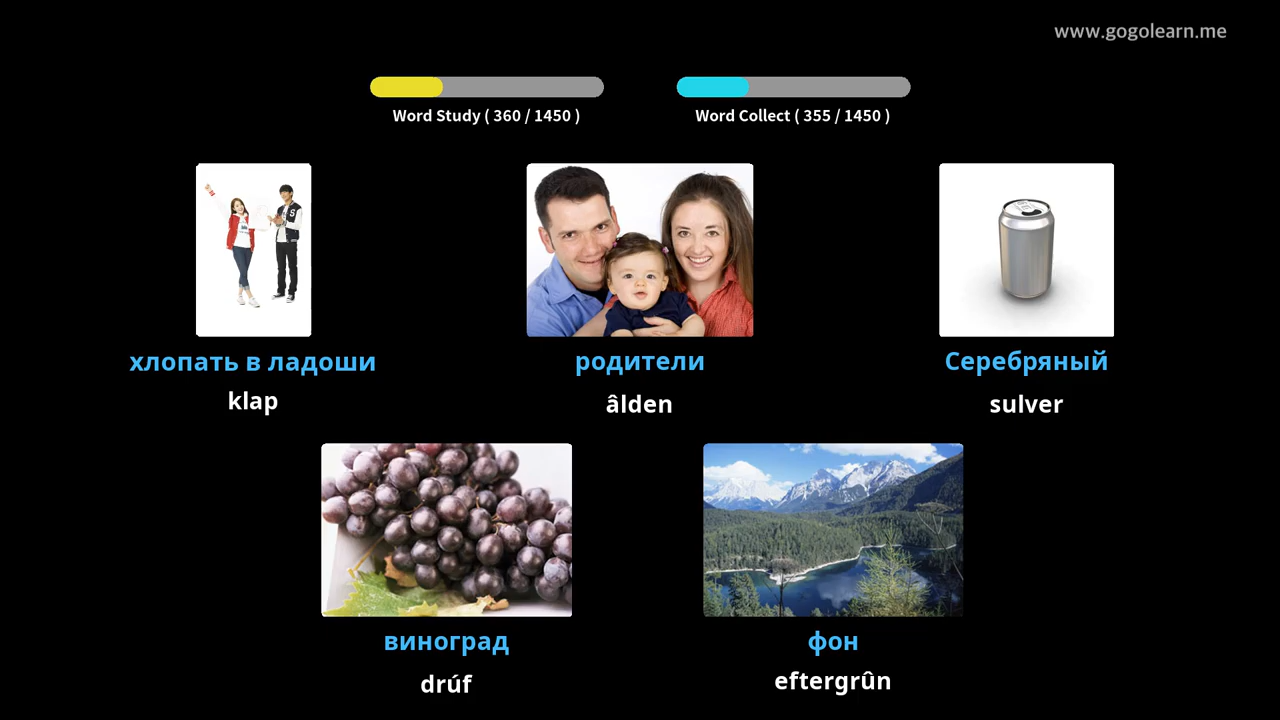 www.gogolearn.me
Word Study ( 360 / 1450 )
Word Collect ( 355 / 1450 )
хлопать в ладоши
klap
родители
âlden
Серебряный
sulver
виноград
drúf
фон
eftergrûn